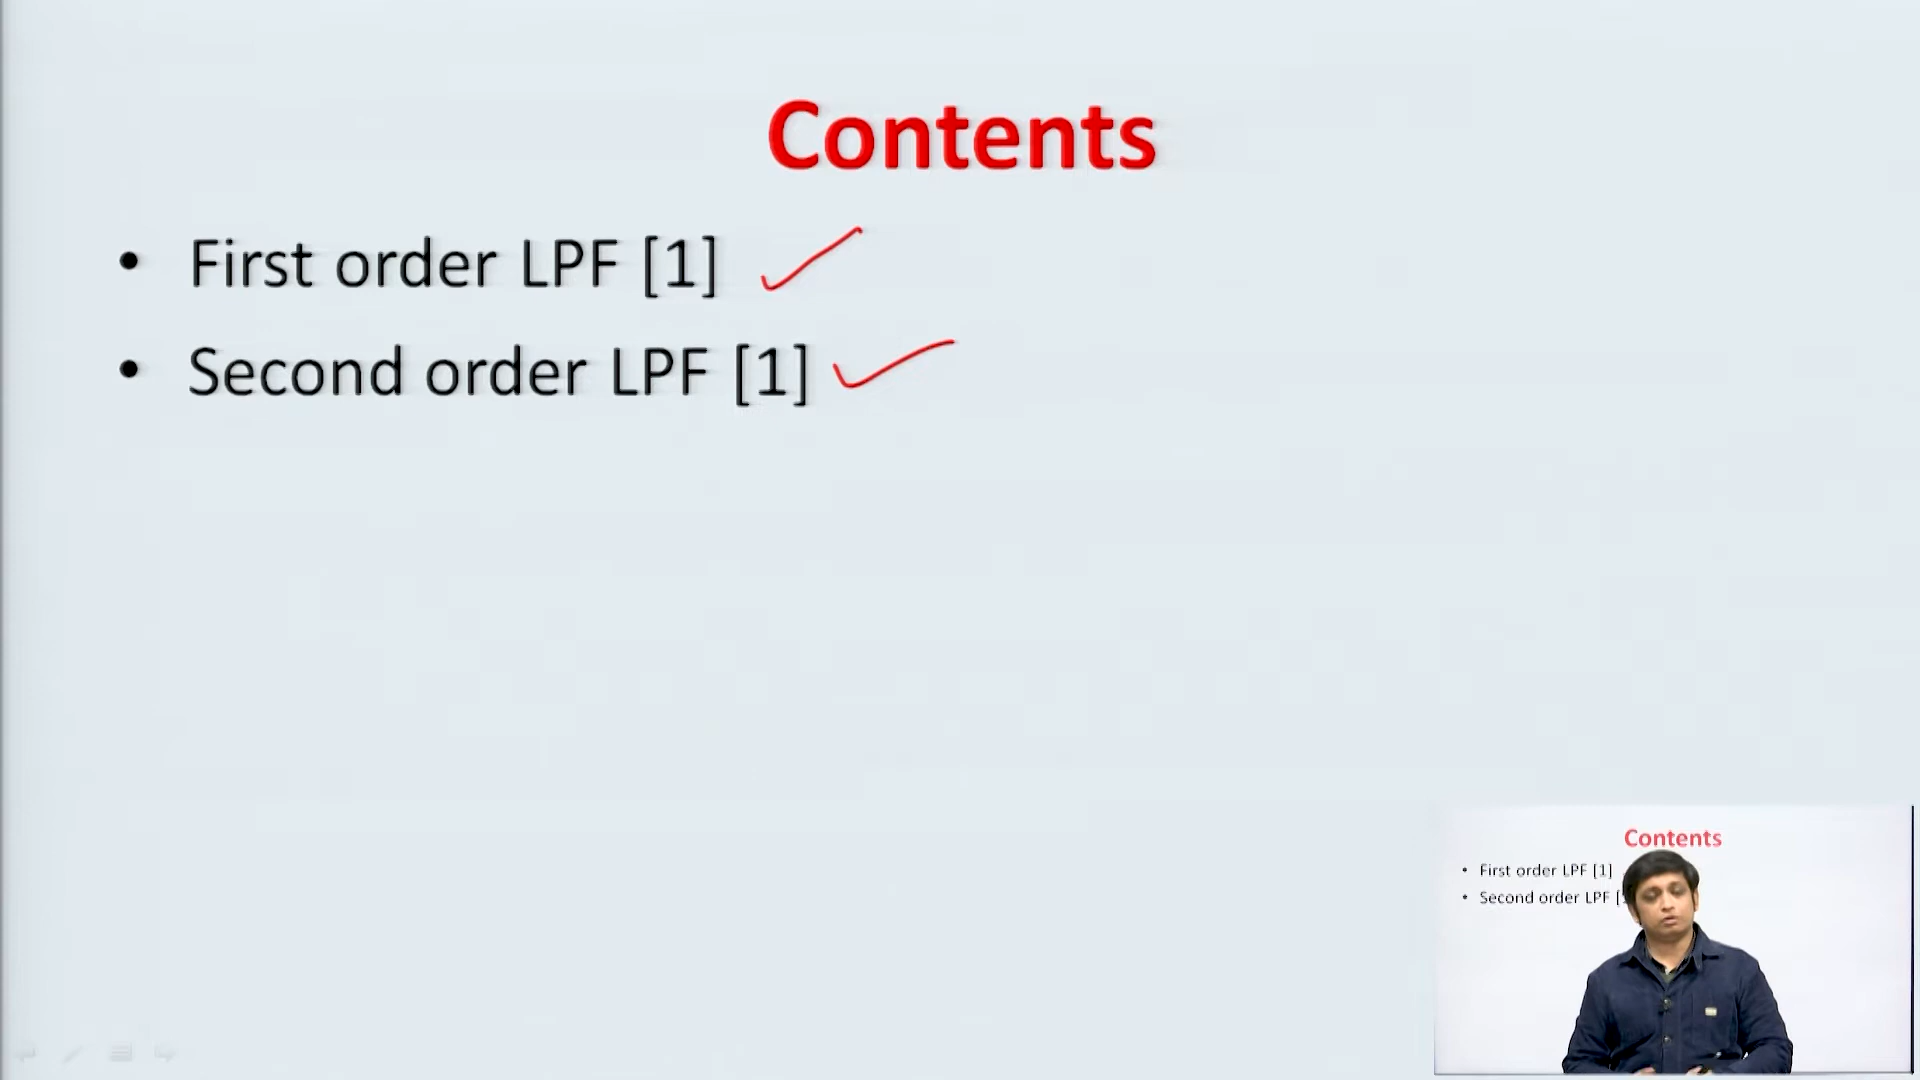 Contents
• First order LPF [1]
• Second order LPF [1]
Contents
• First order LPF [1]
• Second order LPF [